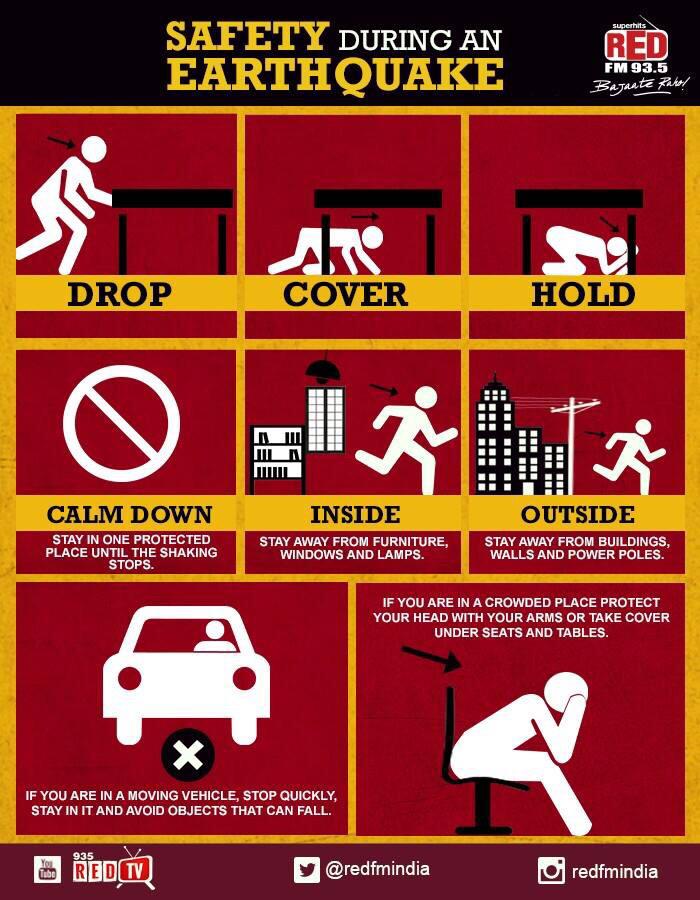 SAFETY DURING AN
EARTHQUAKE
superhits
RED
FM 93.5
Bajaate Raho!
DROP
COVER
HOLD
CALM DOWN
STAY IN ONE PROTECTED
PLACE UNTIL THE SHAKING
STOPS.
INSIDE
STAY AWAY FROM FURNITURE,
WINDOWS AND LAMPS.
OUTSIDE
STAY AWAY FROM BUILDINGS,
WALLS AND POWER POLES.
IF YOU ARE IN A MOVING VEHICLE, STOP QUICKLY,
STAY IN IT AND AVOID OBJECTS THAT CAN FALL.
IF YOU ARE IN A CROWDED PLACE PROTECT
YOUR HEAD WITH YOUR ARMS OR TAKE COVER
UNDER SEATS AND TABLES.
You
Tube
935
RED TV
@redfmindia
redfmindia